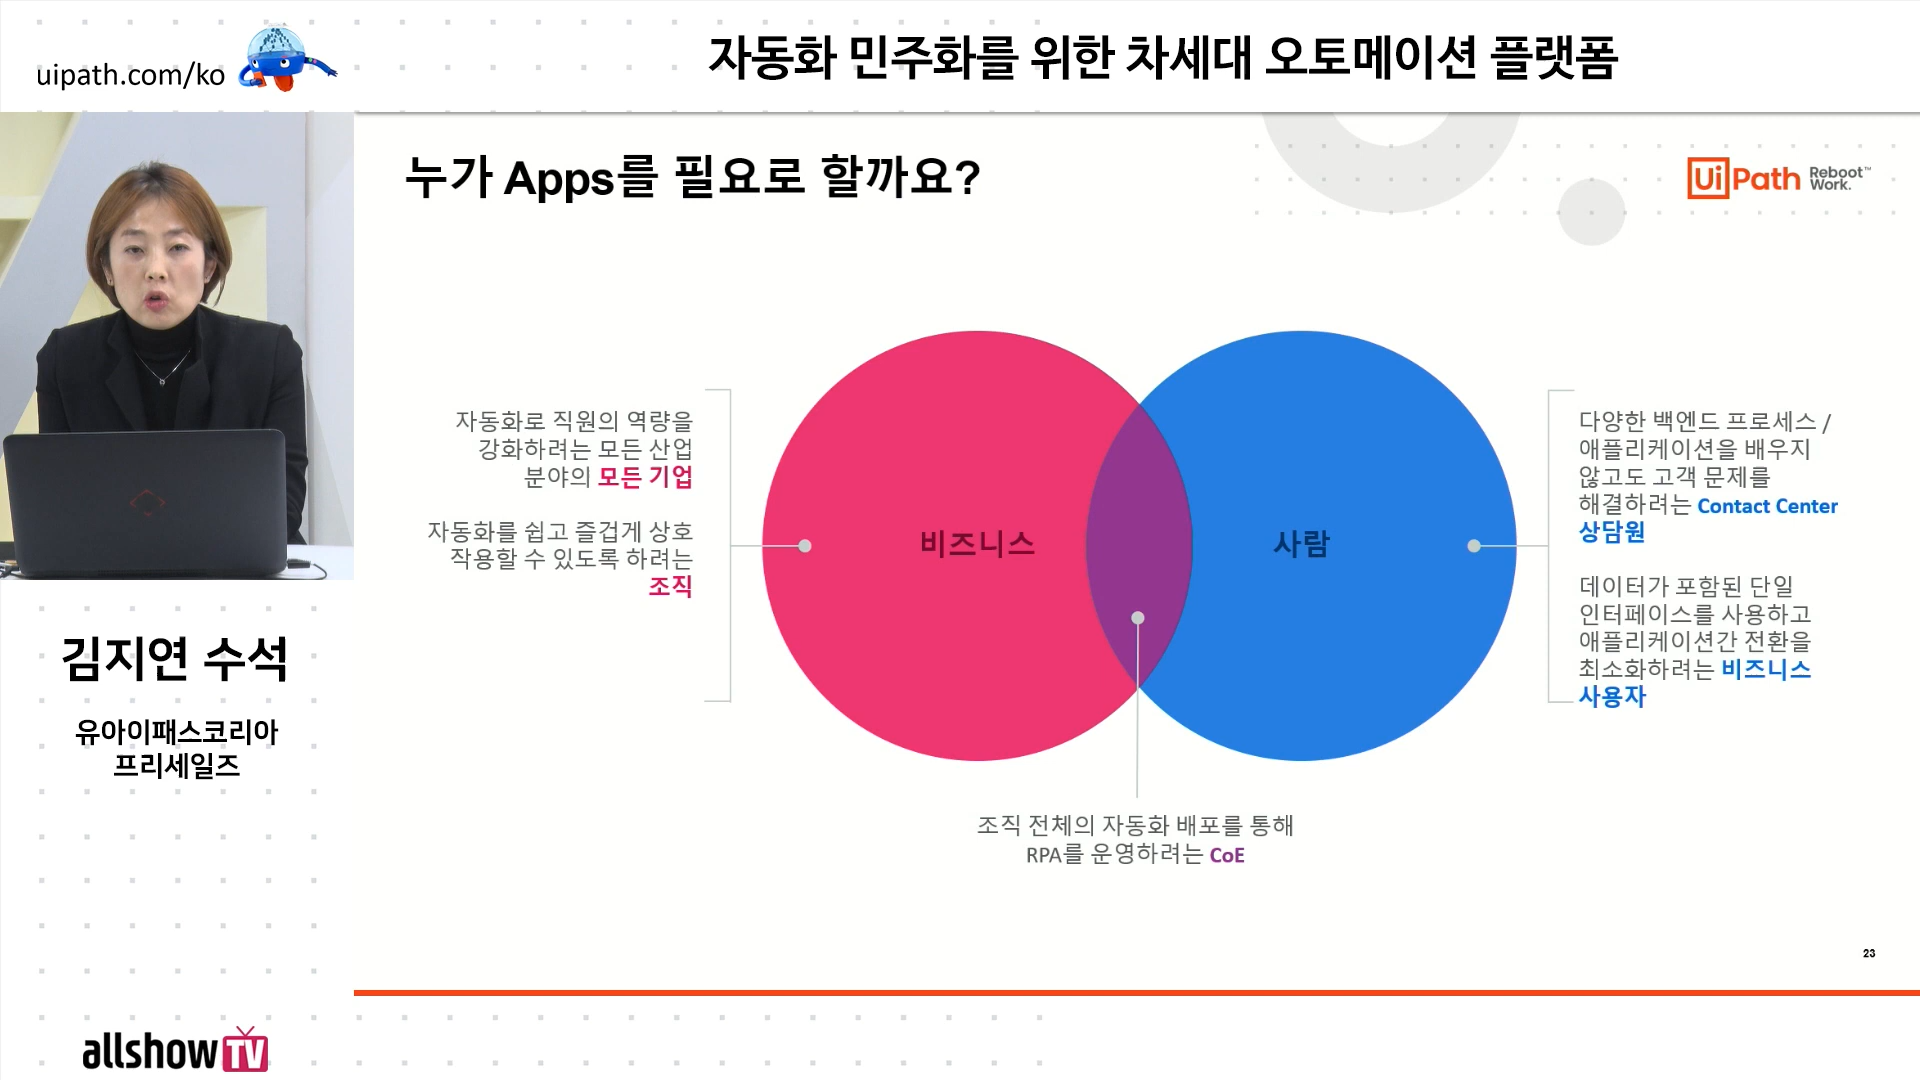 uipath.com/ko
자동화 민주화를 위한 차세대 오토메이션 플랫폼
누가 Apps를 필요로 할까요?
Ui Path Reboot Work.™
자동화로 직원의 역량을
강화하려는 모든 산업
분야의 모든 기업
자동화를 쉽고 즐겁게 상호
작용할 수 있도록 하려는
조직
비즈니스
사람
다양한 백엔드 프로세스 /
애플리케이션을 배우지
않고도 고객 문제를
해결하려는 Contact Center
상담원
데이터가 포함된 단일
인터페이스를 사용하고
애플리케이션간 전환을
최소화하려는 비즈니스
사용자
조직 전체의 자동화 배포를 통해
RPA를 운영하려는 CoE
23
김지연 수석
유아이패스코리아
프리세일즈
allshow TV